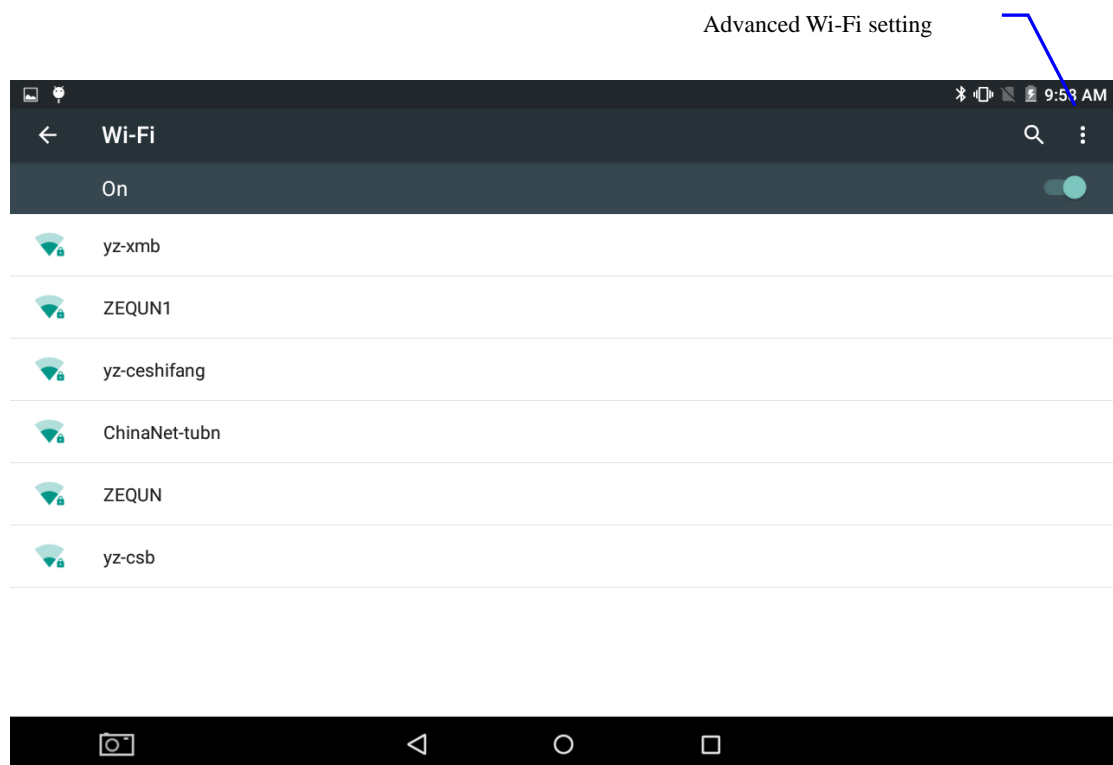 Advanced Wi-Fi setting
9:58 AM
Wi-Fi
On
yz-xmb
ZEQUN1
yz-ceshifang
ChinaNet-tubn
ZEQUN
yz-csb